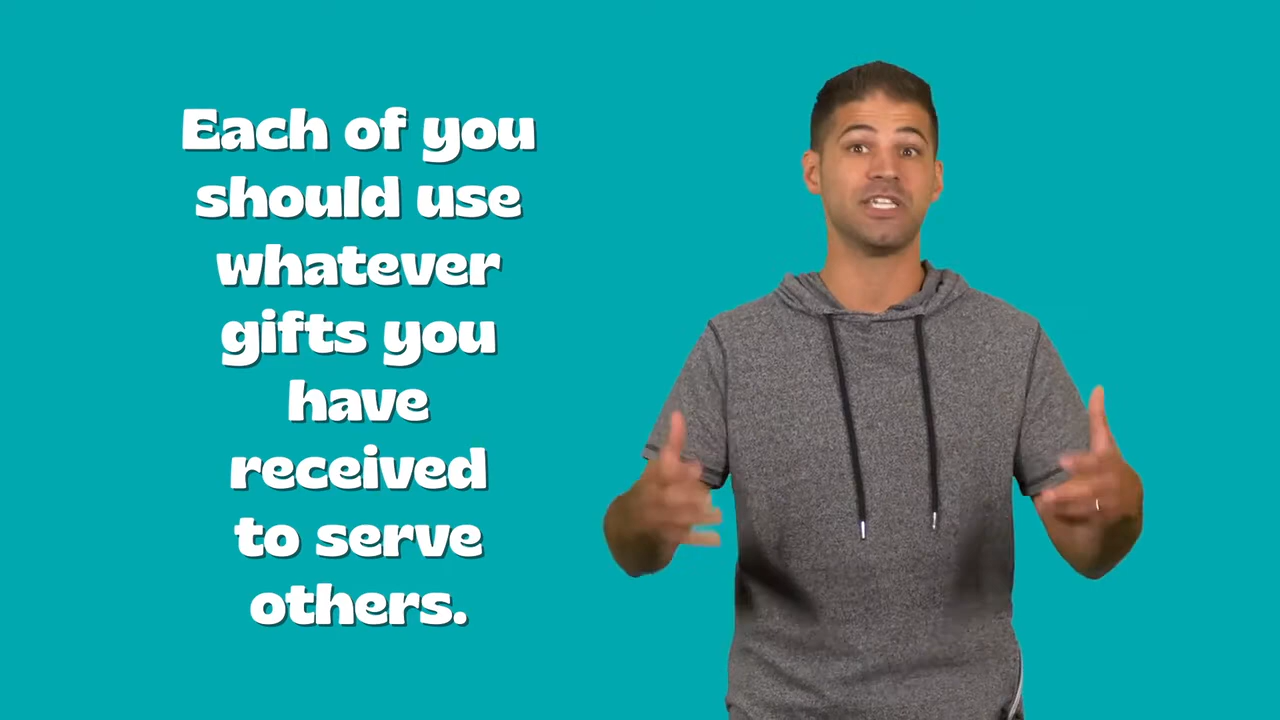 Each of you
should use
whatever
gifts you
have
received
to serve
others.